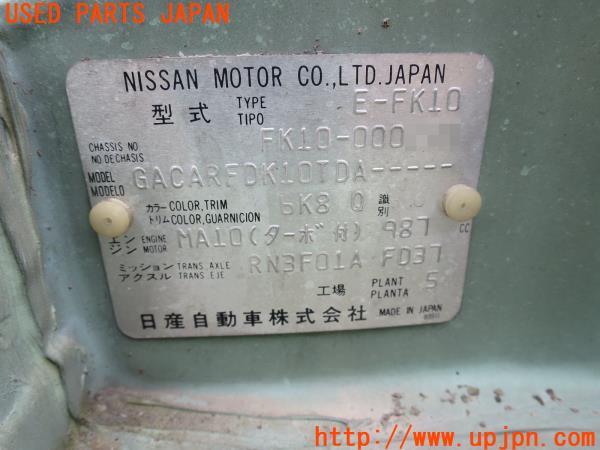 USED PARTS JAPAN
NISSAN MOTOR CO.,LTD.JAPAN
型式 TYPE TIPO E-FK10
CHASSIS NO NO DE CHASIS FK10-000
MODEL MODELO GACARFDK10TDA-----
カラー COLOR,TRIM トリム COLOR,GUARNICION 6K8 Q 識別
エンジン ENGINE MOTOR MA10(ターボ付) 987 CC
ミッション アクスル TRANS. AXLE TRANS. EJE RN3F01A FD37
工場 PLANT PLANTA 5
日産自動車株式会社 MADE IN JAPAN
http://www.upjpn.com/